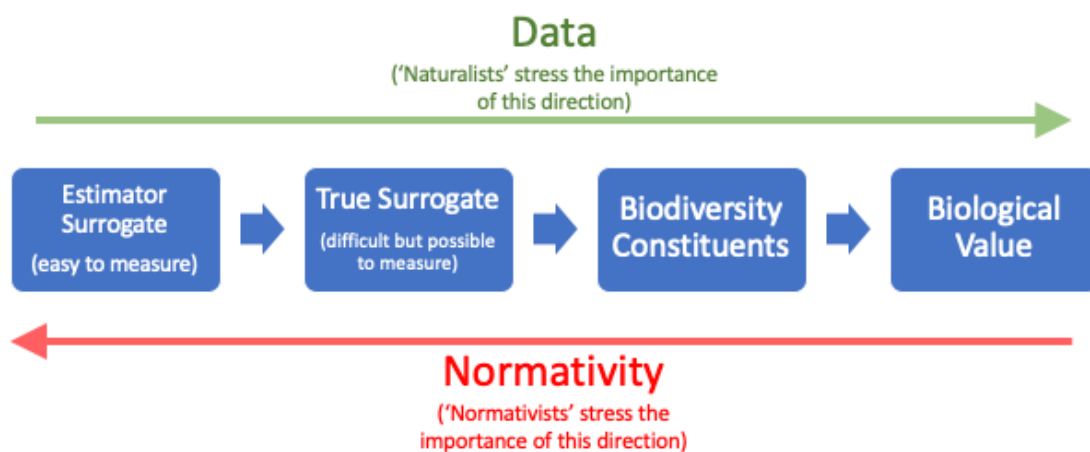 Data
(‘Naturalists’ stress the importance
of this direction)
Estimator
Surrogate
(easy to measure)
True Surrogate
(difficult but possible
to measure)
Biodiversity
Constituents
Biological
Value
Normativity
(‘Normativists’ stress the
importance of this direction)